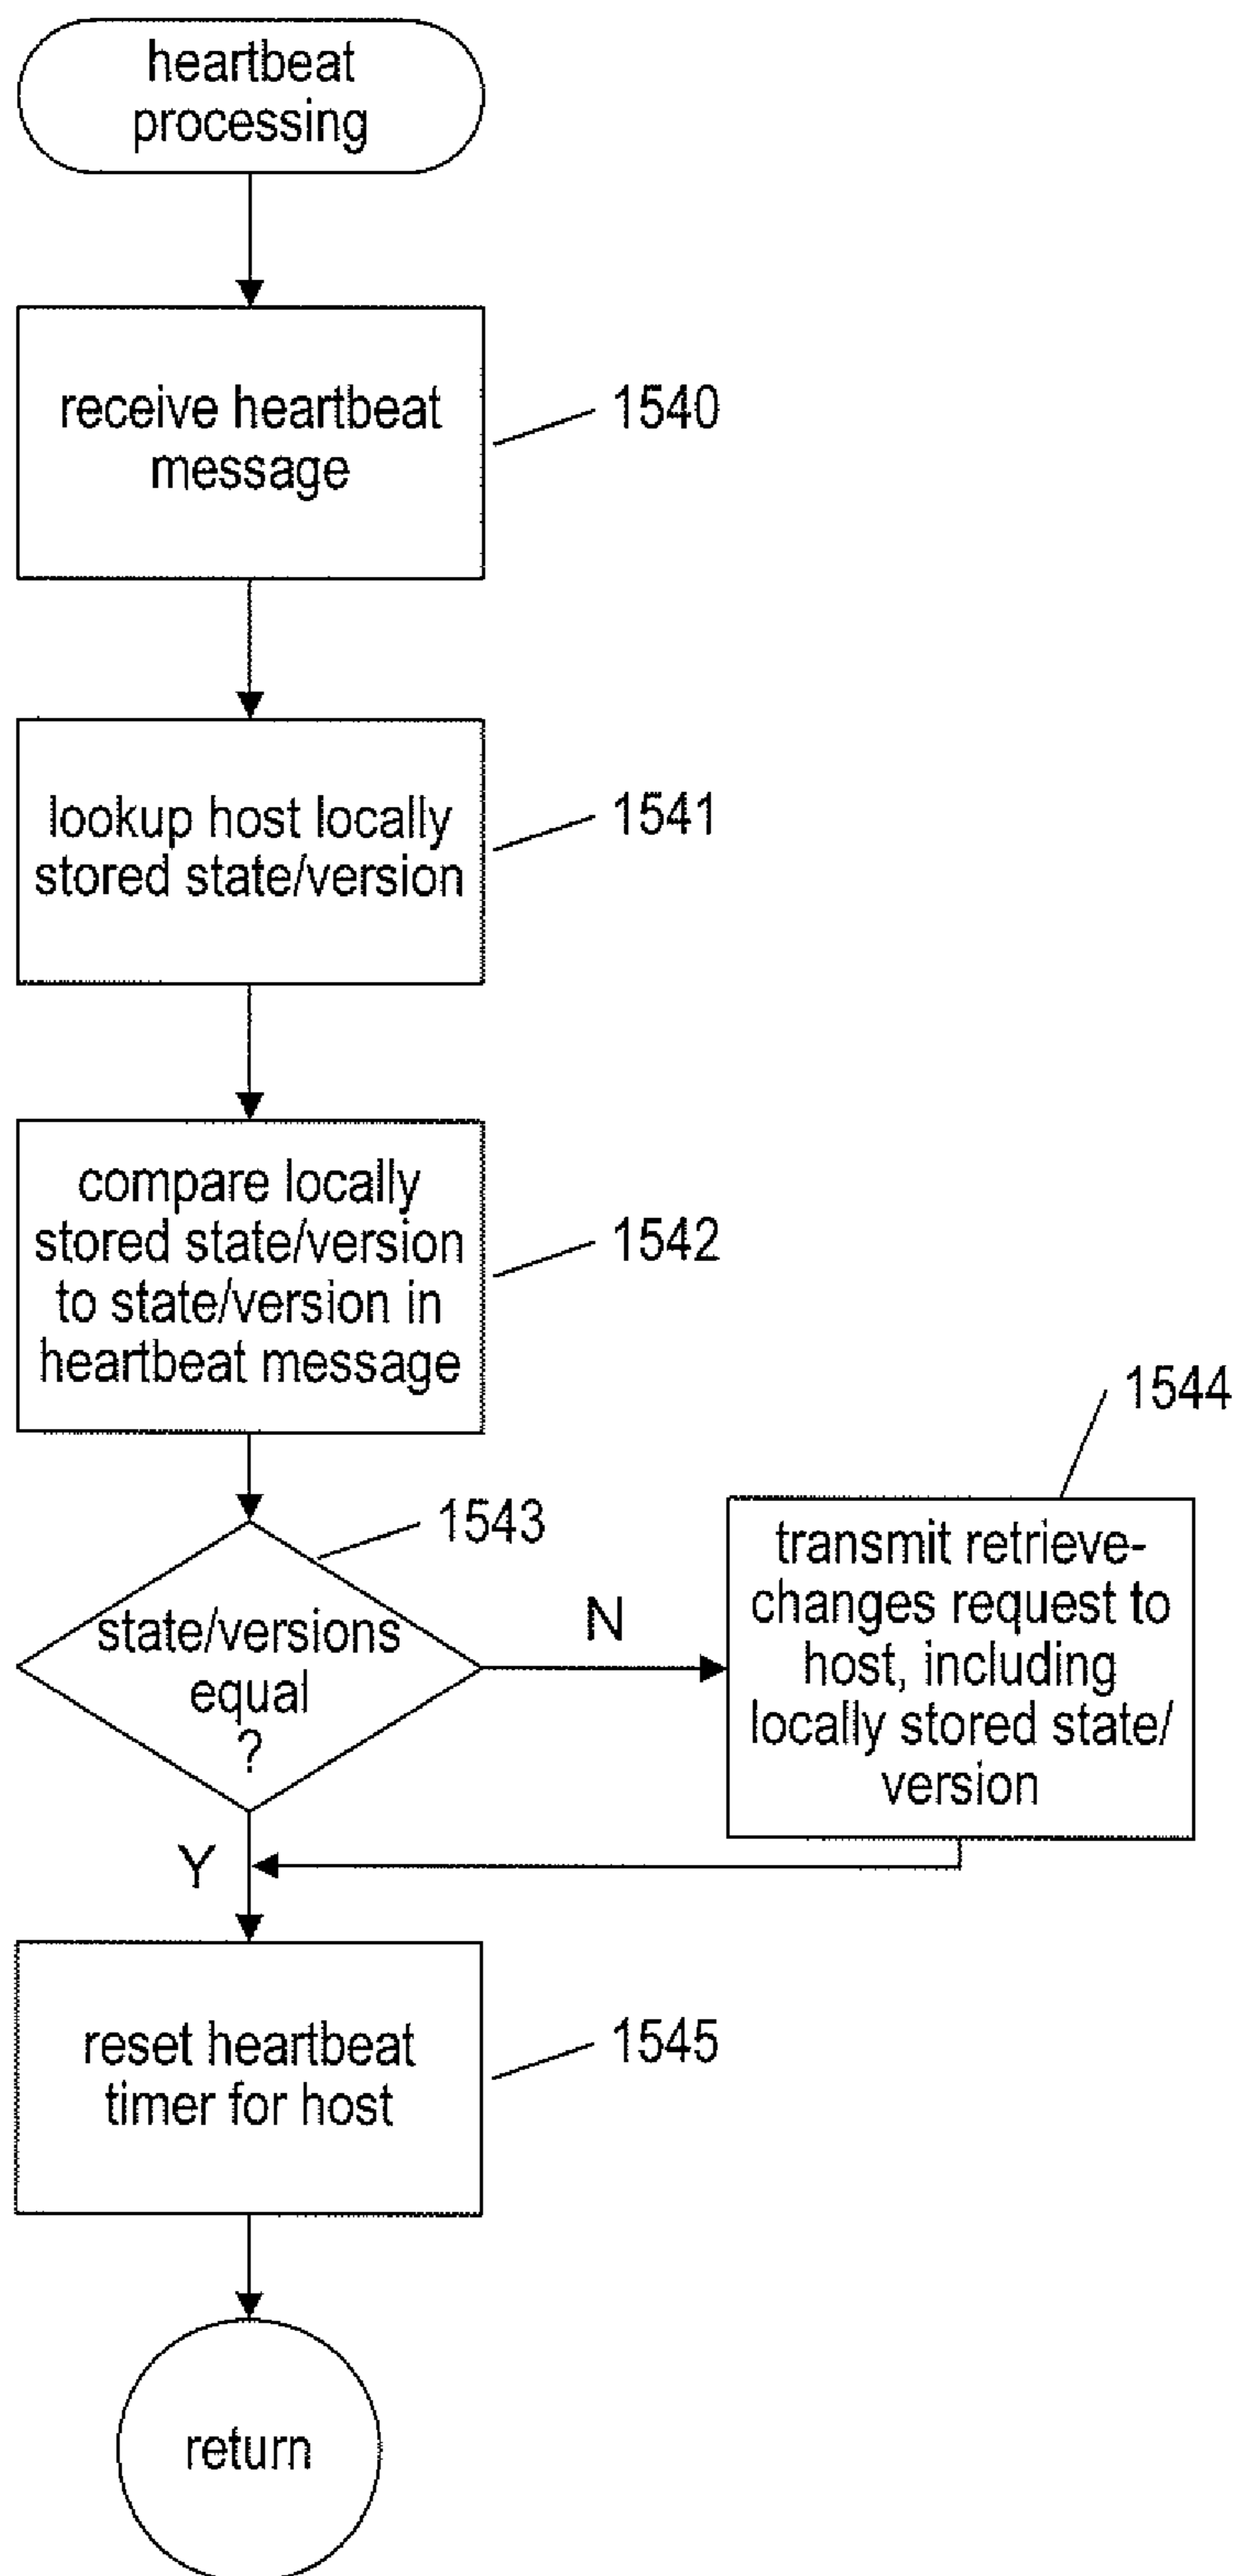 heartbeat
processing
receive heartbeat
message
1540
lookup host locally
stored state/version
1541
compare locally
stored state/version
to state/version in
heartbeat message
1542
state/versions
equal
?
1543
N
Y
transmit retrieve-
changes request to
host, including
locally stored state/
version
1544
reset heartbeat
timer for host
1545
return